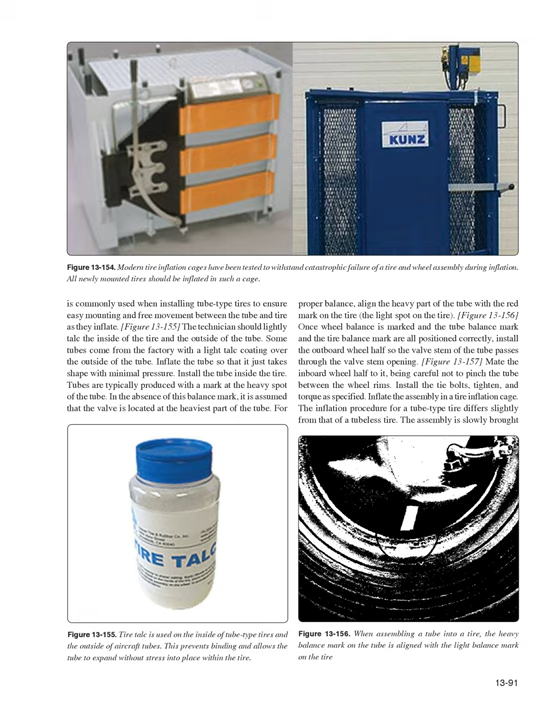 KUNZ
Figure 13-154. Modern tire inflation cages have been tested to withstand catastrophic failure of a tire and wheel assembly during inflation.
All newly mounted tires should be inflated in such a cage.
is commonly used when installing tube-type tires to ensure
easy mounting and free movement between the tube and tire
as they inflate. [Figure 13-155] The technician should lightly
talc the inside of the tire and the outside of the tube. Some
tubes come from the factory with a light talc coating over
the outside of the tube. Inflate the tube so that it just takes
shape with minimal pressure. Install the tube inside the tire.
Tubes are typically produced with a mark at the heavy spot
of the tube. In the absence of this balance mark, it is assumed
that the valve is located at the heaviest part of the tube. For
proper balance, align the heavy part of the tube with the red
mark on the tire (the light spot on the tire). [Figure 13-156]
Once wheel balance is marked and the tube balance mark
and the tire balance mark are all positioned correctly, install
the outboard wheel half so the valve stem of the tube passes
through the valve stem opening. [Figure 13-157] Mate the
inboard wheel half to it, being careful not to pinch the tube
between the wheel rims. Install the tie bolts, tighten, and
torque as specified. Inflate the assembly in a tire inflation cage.
The inflation procedure for a tube-type tire differs slightly
from that of a tubeless tire. The assembly is slowly brought
TIRE TALC
Figure 13-155. Tire talc is used on the inside of tube-type tires and
the outside of aircraft tubes. This prevents binding and allows the
tube to expand without stress into place within the tire.
Figure 13-156. When assembling a tube into a tire, the heavy
balance mark on the tube is aligned with the light balance mark
on the tire
13-91